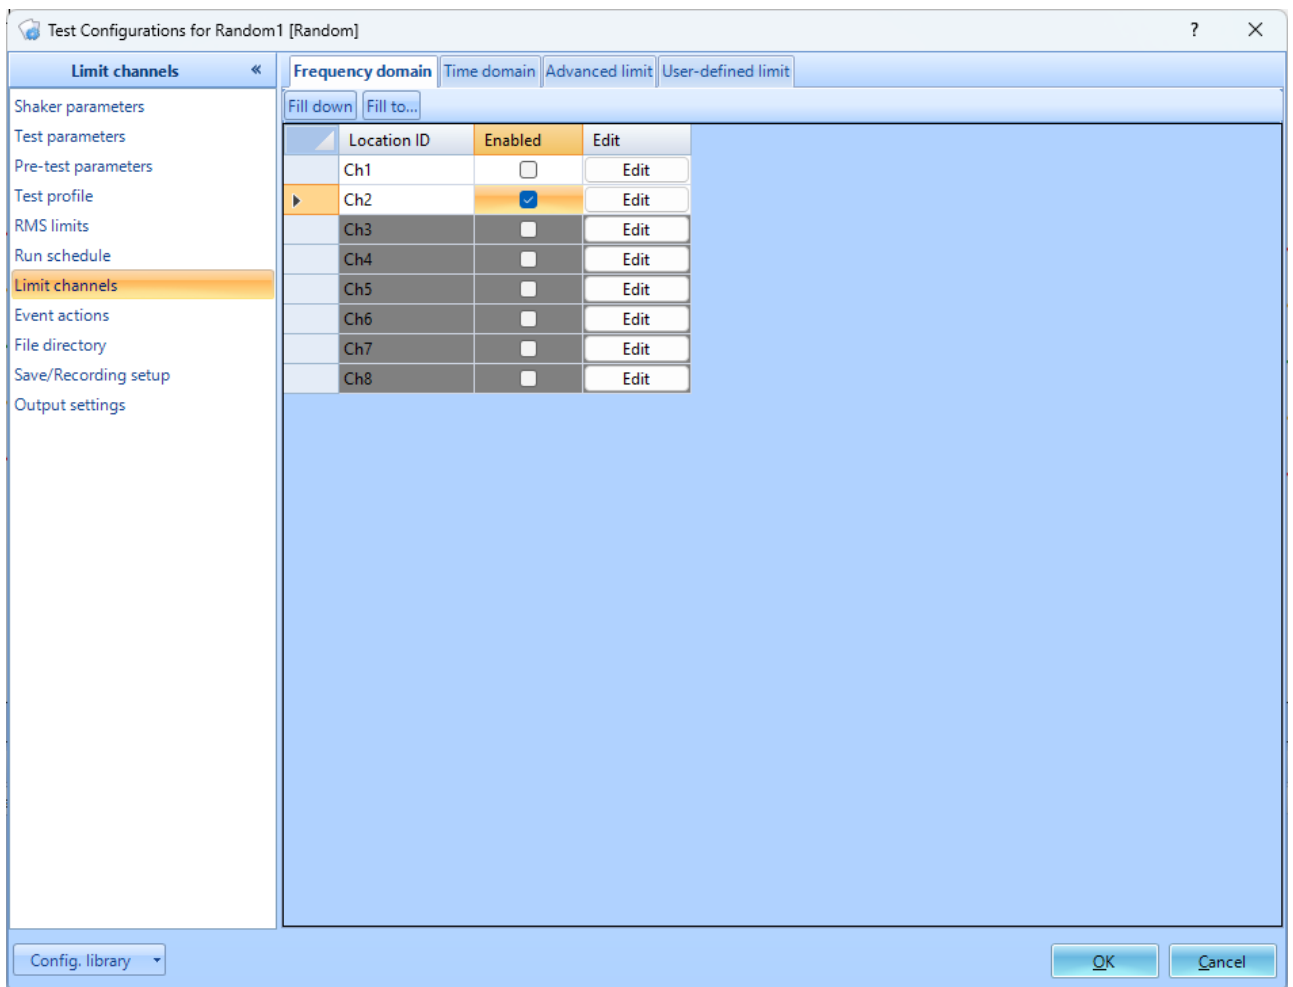 Test Configurations for Random1 [Random] ?
Limit channels «
Shaker parameters
Test parameters
Pre-test parameters
Test profile
RMS limits
Run schedule
Limit channels
Event actions
File directory
Save/Recording setup
Output settings
Frequency domain Time domain Advanced limit User-defined limit
Fill down Fill to...
Location ID Enabled Edit
Ch1 Edit
Ch2 Edit
Ch3 Edit
Ch4 Edit
Ch5 Edit
Ch6 Edit
Ch7 Edit
Ch8 Edit
Config. library
OK Cancel